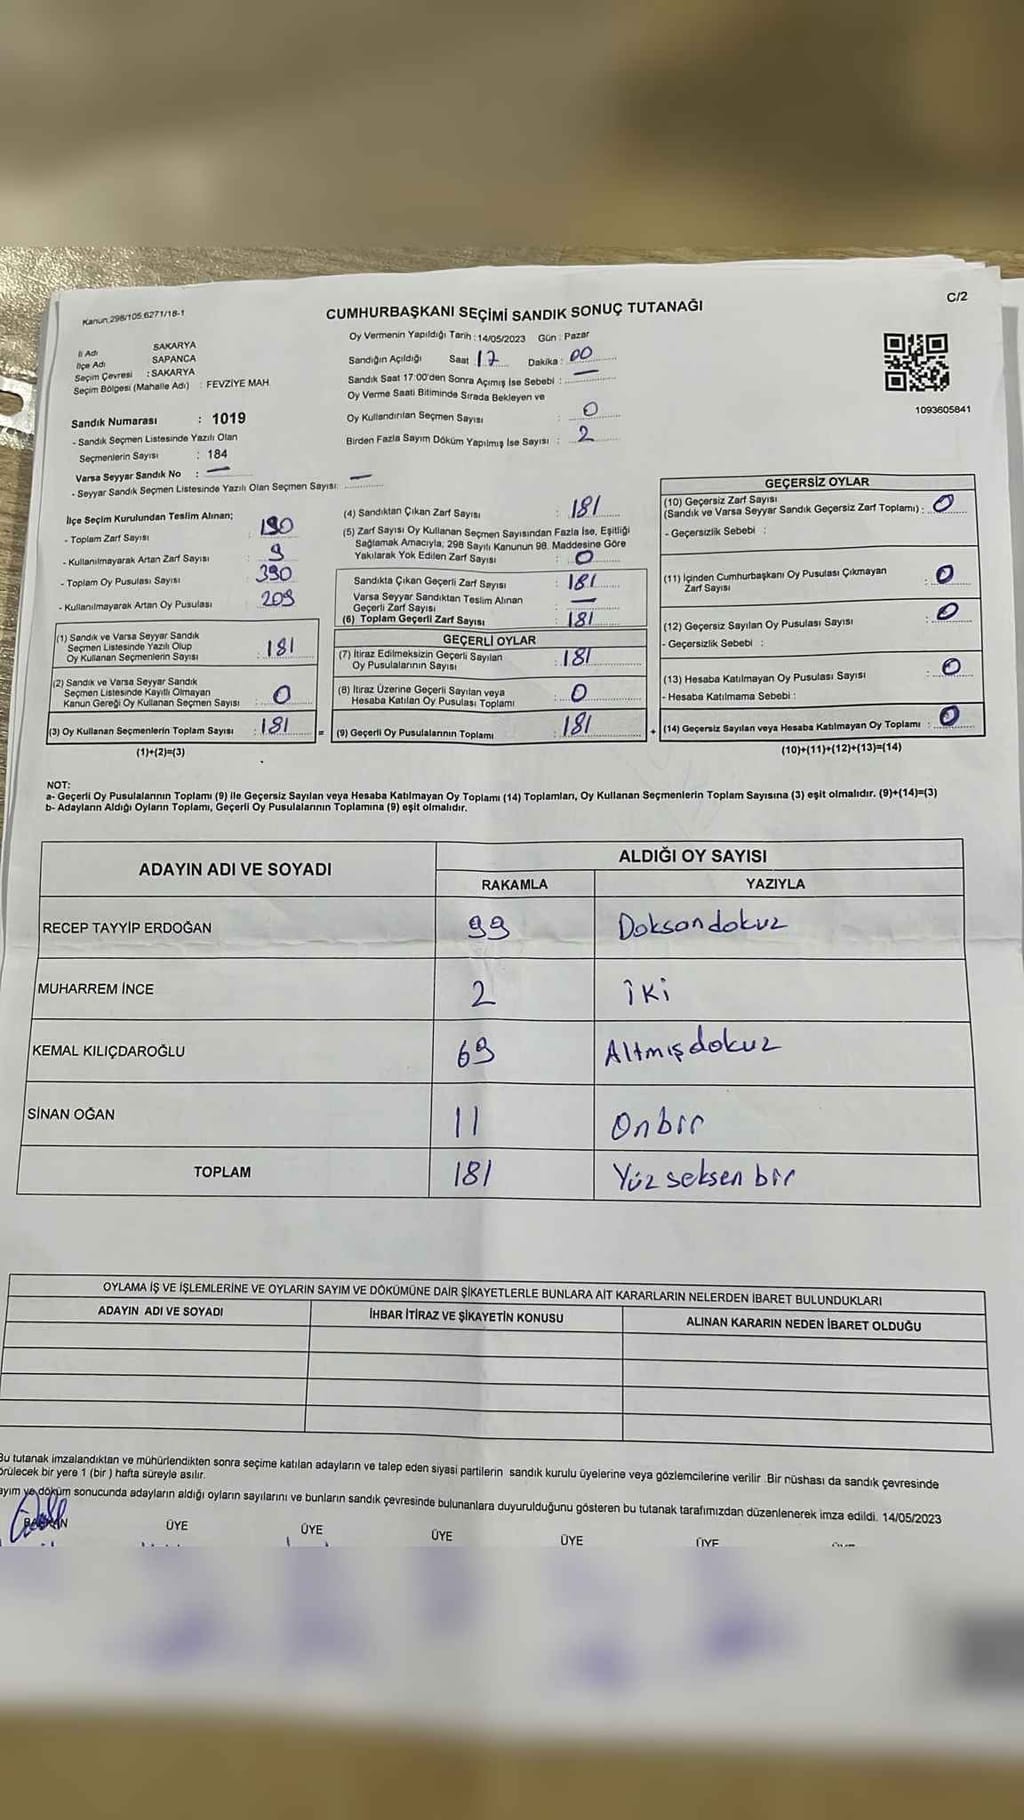 C/2
Kanun.298/105.6271/18-1
CUMHURBAŞKANI SEÇİMİ SANDIK SONUÇ TUTANAĞI
İl Adı SAKARYA
İlçe Adı SAPANCA
Seçim Çevresi : SAKARYA
Seçim Bölgesi (Mahalle Adı) : FEVZİYE MAH
Sandık Numarası : 1019
- Sandık Seçmen Listesinde Yazılı Olan
Seçmenlerin Sayısı : 184
Varsa Seyyar Sandık No : —
- Seyyar Sandık Seçmen Listesinde Yazılı Olan Seçmen Sayısı: —
Oy Vermenin Yapıldığı Tarih : 14/05/2023 Gün : Pazar
Sandığın Açıldığı Saat 17 Dakika : 00
Sandık Saat 17:00'den Sonra Açımış İse Sebebi : —
Oy Verme Saati Bitiminde Sırada Bekleyen ve
Oy Kullandırılan Seçmen Sayısı : 0
Birden Fazla Sayım Döküm Yapılmış İse Sayısı : 2
1093605841
İlçe Seçim Kurulundan Teslim Alınan;
- Toplam Zarf Sayısı : 190
- Kullanılmayarak Artan Zarf Sayısı : 9
- Toplam Oy Pusulası Sayısı : 390
- Kullanılmayarak Artan Oy Pusulası : 209
(1) Sandık ve Varsa Seyyar Sandık
Seçmen Listesinde Yazılı Olup
Oy Kullanan Seçmenlerin Sayısı : 181
(2) Sandık ve Varsa Seyyar Sandık
Seçmen Listesinde Kayıtlı Olmayan
Kanun Gereği Oy Kullanan Seçmen Sayısı : 0
(3) Oy Kullanan Seçmenlerin Toplam Sayısı : 181
(1)+(2)=(3)
(4) Sandıktan Çıkan Zarf Sayısı : 181
(5) Zarf Sayısı Oy Kullanan Seçmen Sayısından Fazla İse, Eşitliği
Sağlamak Amacıyla, 298 Sayılı Kanunun 98. Maddesine Göre
Yakılarak Yok Edilen Zarf Sayısı : 0
Sandıkta Çıkan Geçerli Zarf Sayısı : 181
Varsa Seyyar Sandıktan Teslim Alınan
Geçerli Zarf Sayısı : —
(6) Toplam Geçerli Zarf Sayısı : 181
GEÇERLİ OYLAR
(7) İtiraz Edilmeksizin Geçerli Sayılan
Oy Pusulalarının Sayısı : 181
(8) İtiraz Üzerine Geçerli Sayılan veya
Hesaba Katılan Oy Pusulası Toplamı : 0
= (9) Geçerli Oy Pusulalarının Toplamı : 181
GEÇERSİZ OYLAR
(10) Geçersiz Zarf Sayısı
(Sandık ve Varsa Seyyar Sandık Geçersiz Zarf Toplamı) : 0
- Geçersizlik Sebebi :
(11) İçinden Cumhurbaşkanı Oy Pusulası Çıkmayan
Zarf Sayısı : 0
(12) Geçersiz Sayılan Oy Pusulası Sayısı : 0
- Geçersizlik Sebebi :
(13) Hesaba Katılmayan Oy Pusulası Sayısı : 0
- Hesaba Katılmama Sebebi :
+ (14) Geçersiz Sayılan veya Hesaba Katılmayan Oy Toplamı : 0
(10)+(11)+(12)+(13)=(14)
NOT:
a- Geçerli Oy Pusulalarının Toplamı (9) ile Geçersiz Sayılan veya Hesaba Katılmayan Oy Toplamı (14) Toplamları, Oy Kullanan Seçmenlerin Toplam Sayısına (3) eşit olmalıdır. (9)+(14)=(3)
b- Adayların Aldığı Oyların Toplamı, Geçerli Oy Pusulalarının Toplamına (9) eşit olmalıdır.
ADAYIN ADI VE SOYADI ALDIĞI OY SAYISI
RAKAMLA YAZIYLA
RECEP TAYYİP ERDOĞAN 99 Doksandokuz
MUHARREM İNCE 2 İki
KEMAL KILIÇDAROĞLU 69 Altmışdokuz
SİNAN OĞAN 11 Onbir
TOPLAM 181 Yüz seksen bir
OYLAMA İŞ VE İŞLEMLERİNE VE OYLARIN SAYIM VE DÖKÜMÜNE DAİR ŞİKAYETLERLE BUNLARA AİT KARARLARIN NELERDEN İBARET BULUNDUKLARI
ADAYIN ADI VE SOYADI İHBAR İTİRAZ VE ŞİKAYETİN KONUSU ALINAN KARARIN NEDEN İBARET OLDUĞU
Bu tutanak imzalandıktan ve mühürlendikten sonra seçime katılan adayların ve talep eden siyasi partilerin sandık kurulu üyelerine veya gözlemcilerine verilir. Bir nüshası da sandık çevresinde
görülecek bir yere 1 (bir ) hafta süreyle asılır.
ayım ve döküm sonucunda adayların aldığı oyların sayılarını ve bunların sandık çevresinde bulunanlara duyurulduğunu gösteren bu tutanak tarafımızdan düzenlenerek imza edildi. 14/05/2023
BAŞKAN ÜYE ÜYE ÜYE ÜYE ÜYE